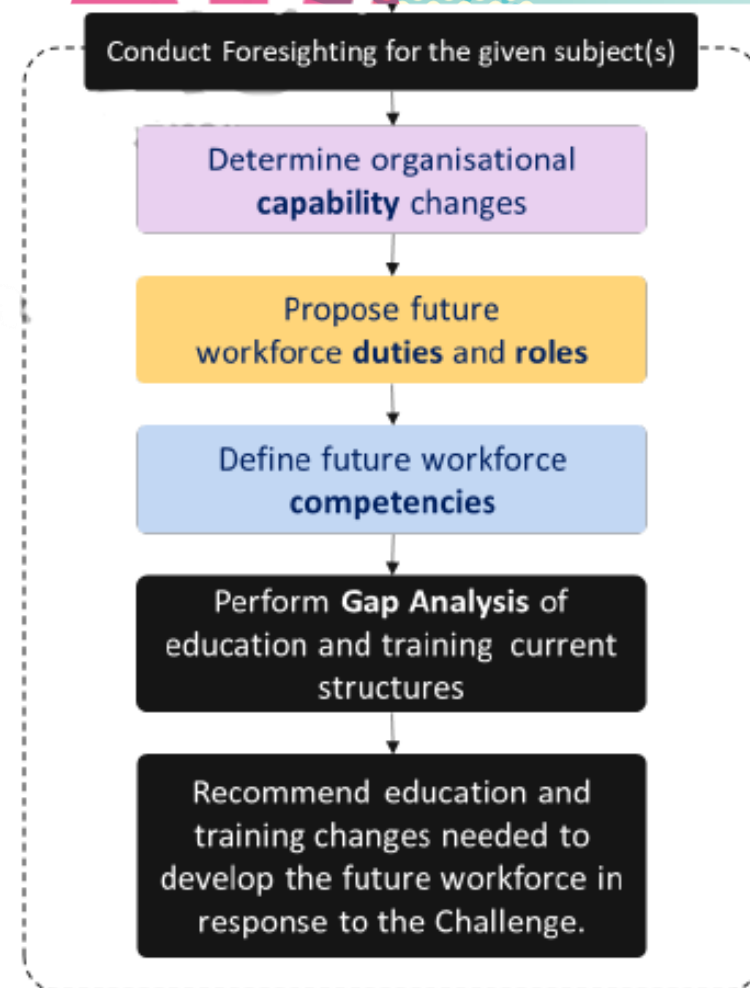 Conduct Foresighting for the given subject(s)
Determine organisational
capability changes
Propose future
workforce duties and roles
Define future workforce
competencies
Perform Gap Analysis of
education and training current
structures
Recommend education and
training changes needed to
develop the future workforce in
response to the Challenge.